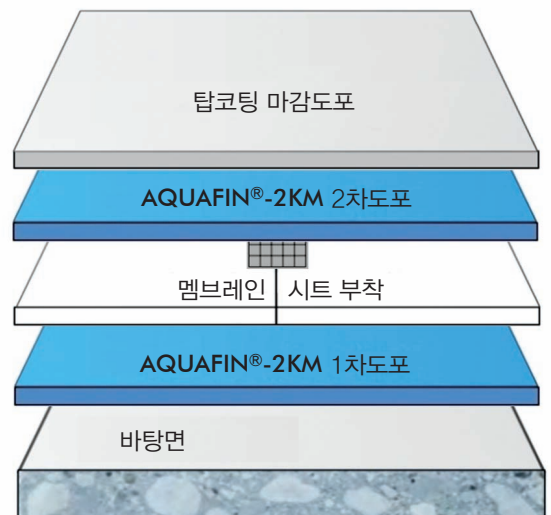 탑코팅 마감도포
AQUAFIN®-2KM 2차도포
멤브레인 시트 부착
AQUAFIN®-2KM 1차도포
바탕면